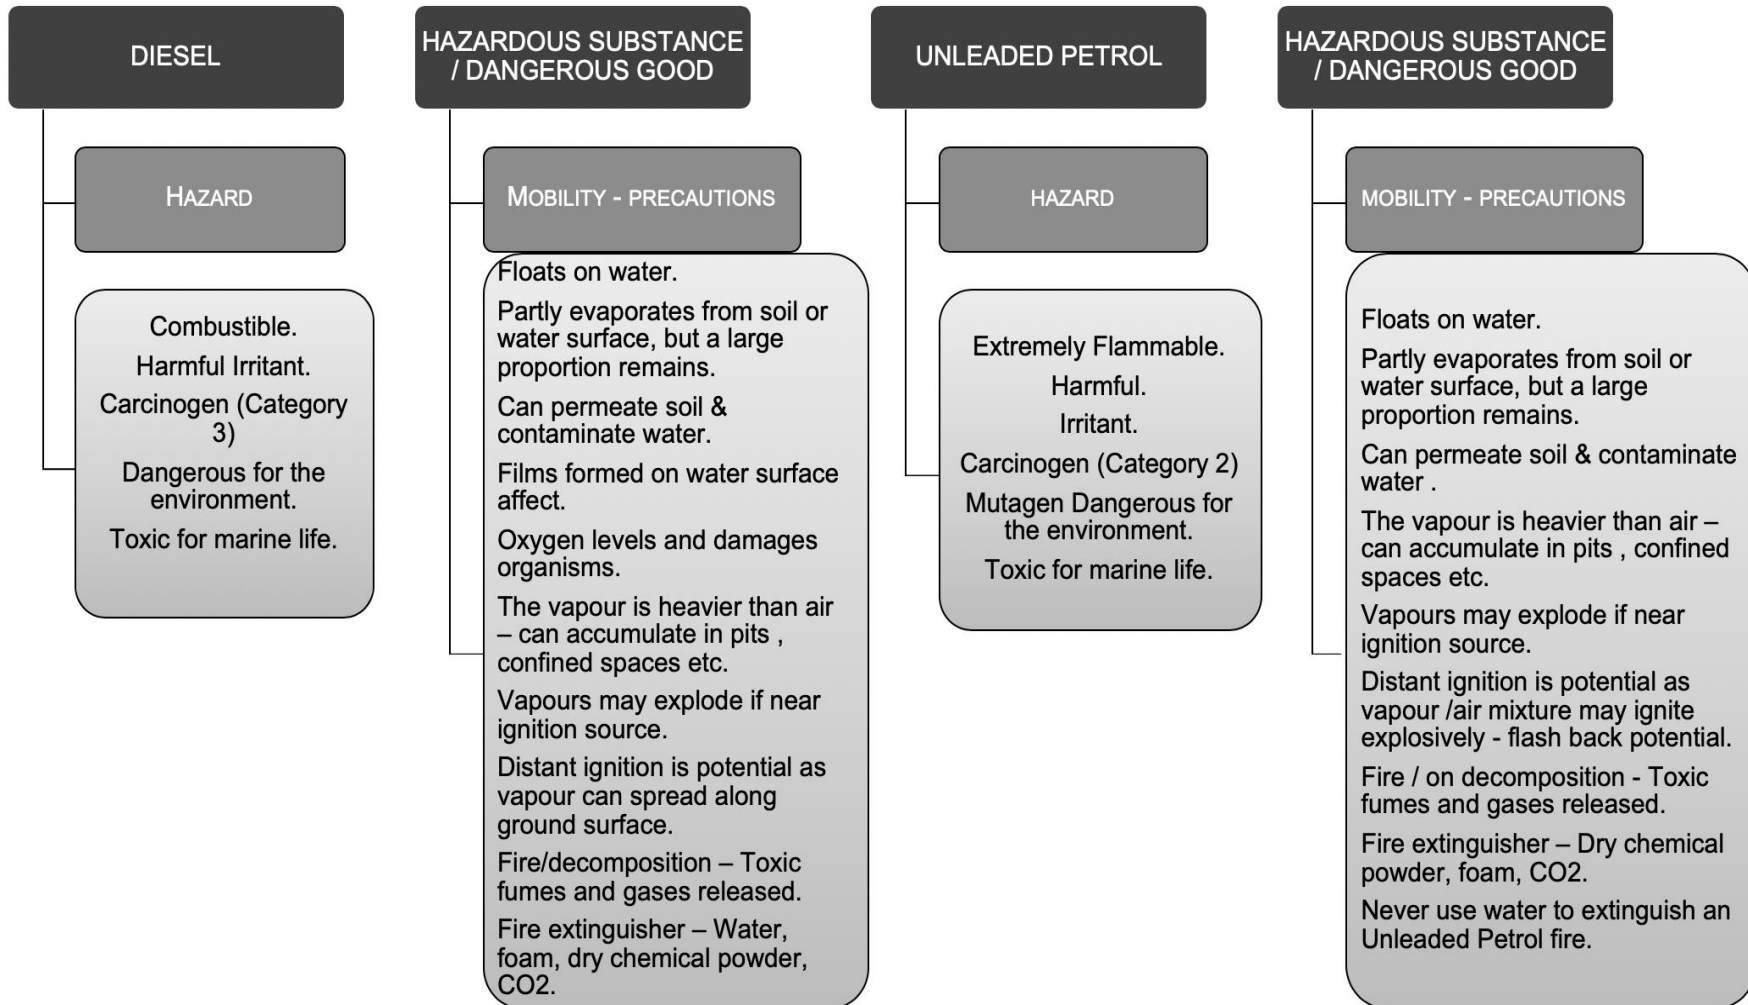 DIESEL
HAZARD
Combustible.
Harmful Irritant.
Carcinogen (Category
3)
Dangerous for the
environment.
Toxic for marine life.
HAZARDOUS SUBSTANCE
/ DANGEROUS GOOD
MOBILITY - PRECAUTIONS
Floats on water.
Partly evaporates from soil or
water surface, but a large
proportion remains.
Can permeate soil &
contaminate water.
Films formed on water surface
affect.
Oxygen levels and damages
organisms.
The vapour is heavier than air
– can accumulate in pits ,
confined spaces etc.
Vapours may explode if near
ignition source.
Distant ignition is potential as
vapour can spread along
ground surface.
Fire/decomposition – Toxic
fumes and gases released.
Fire extinguisher – Water,
foam, dry chemical powder,
CO2.
UNLEADED PETROL
HAZARD
Extremely Flammable.
Harmful.
Irritant.
Carcinogen (Category 2)
Mutagen Dangerous for
the environment.
Toxic for marine life.
HAZARDOUS SUBSTANCE
/ DANGEROUS GOOD
MOBILITY - PRECAUTIONS
Floats on water.
Partly evaporates from soil or
water surface, but a large
proportion remains.
Can permeate soil & contaminate
water .
The vapour is heavier than air –
can accumulate in pits , confined
spaces etc.
Vapours may explode if near
ignition source.
Distant ignition is potential as
vapour /air mixture may ignite
explosively - flash back potential.
Fire / on decomposition - Toxic
fumes and gases released.
Fire extinguisher – Dry chemical
powder, foam, CO2.
Never use water to extinguish an
Unleaded Petrol fire.